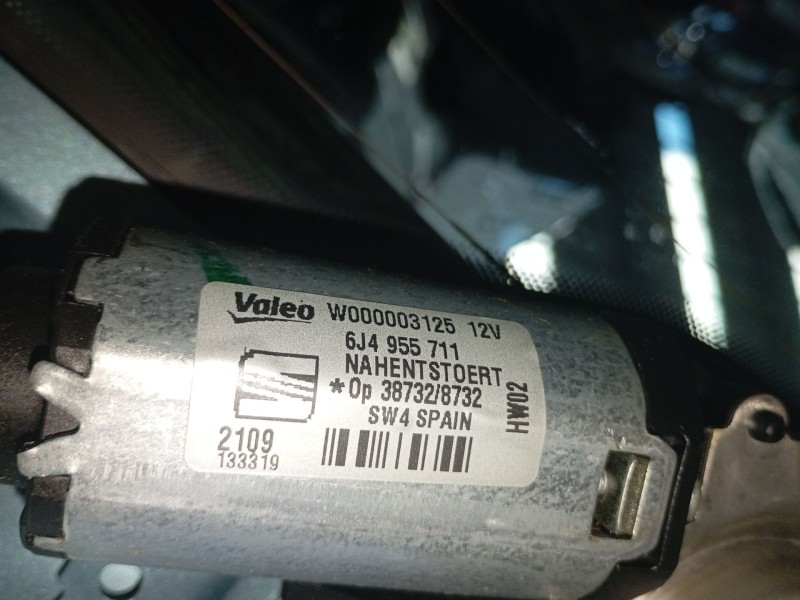 Valeo W000003125 12V
6J4 955 711
NAHENTSTOERT
*Op 38732/8732
SW4 SPAIN
HW02
2109
133319